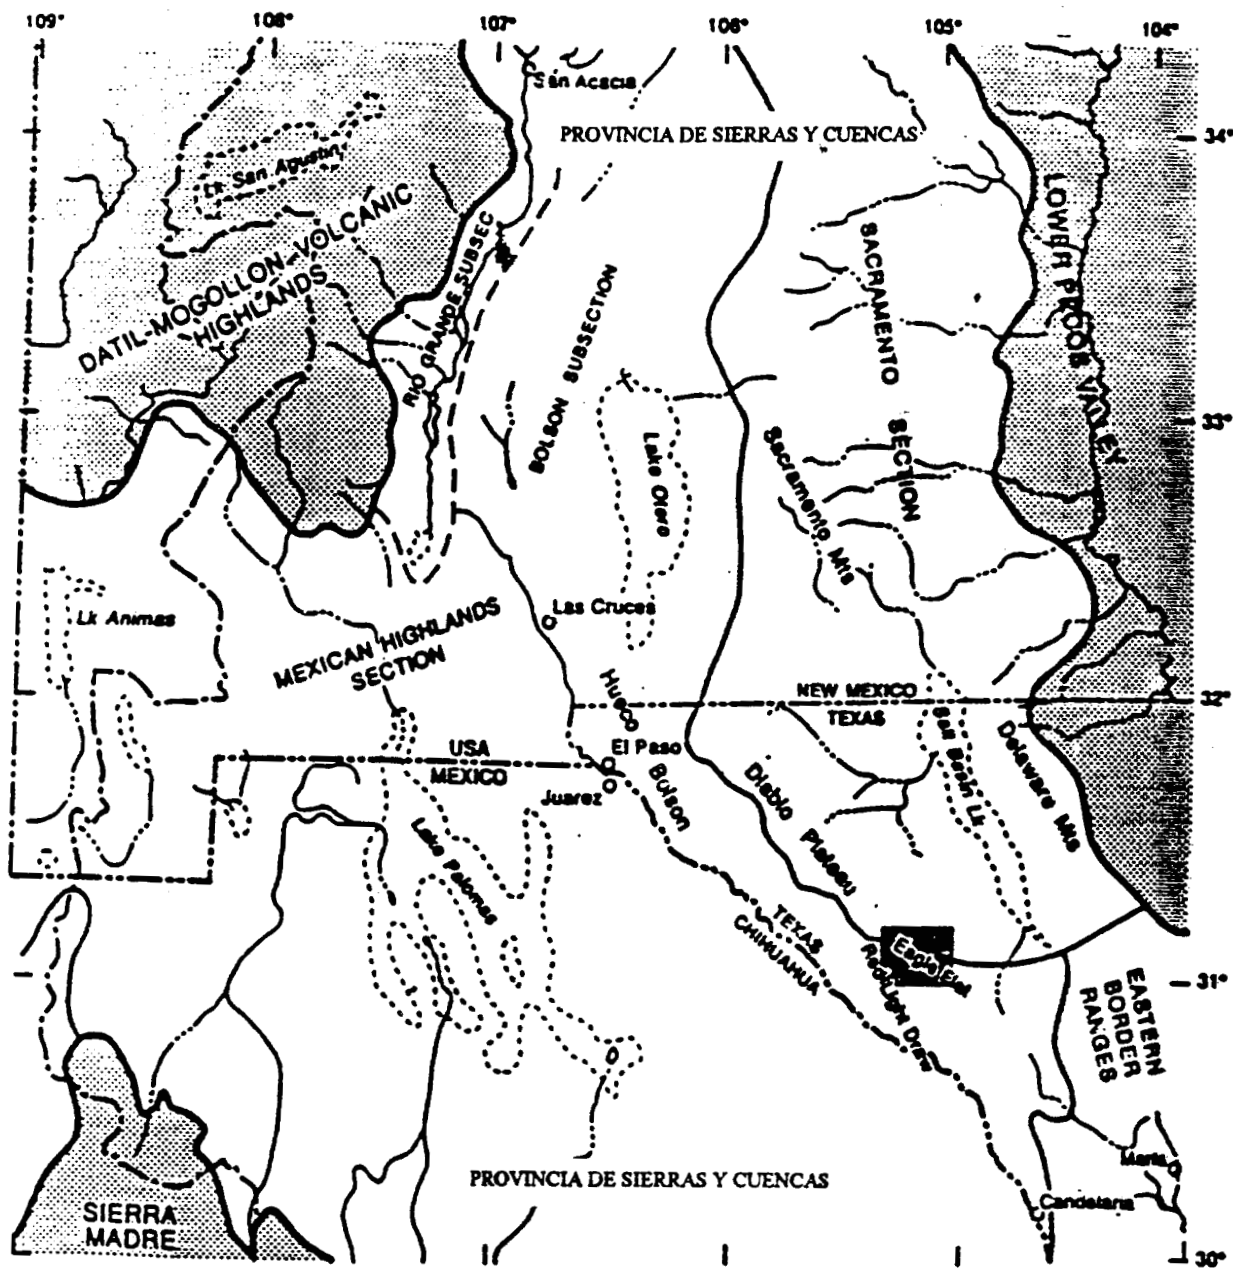 109° 108° 107° 106° 105° 104°
San Acacia
PROVINCIA DE SIERRAS Y CUENCAS
34°
Lk San Agustin
DATIL-MOGOLLON-VOLCANIC
HIGHLANDS
RIO GRANDE SUBSEC
BOLSON SUBSECTION
SACRAMENTO SECTION
LOWER PECOS VALLEY
33°
Lake Otero
Sacramento Mts
Lk Animas
Las Cruces
MEXICAN HIGHLANDS
SECTION
Hueco
Bolson
NEW MEXICO
TEXAS
32°
USA
MEXICO
El Paso
Juarez
Salt Basin Lk
Delaware Mts
Diablo Plateau
Lake Palomas
TEXAS
CHIHUAHUA
Eagle Flat
Red Light Draw
31°
EASTERN
BORDER
RANGES
Marfa
PROVINCIA DE SIERRAS Y CUENCAS
Candelaria
SIERRA
MADRE
30°